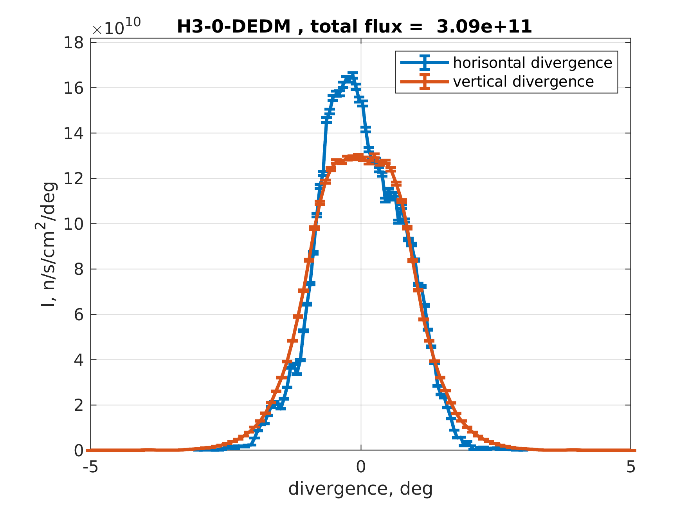 ×10^10
H3-0-DEDM , total flux =  3.09e+11
18
16
14
12
10
8
6
4
2
0
I, n/s/cm^2/deg
horisontal divergence
vertical divergence
-5
0
5
divergence, deg